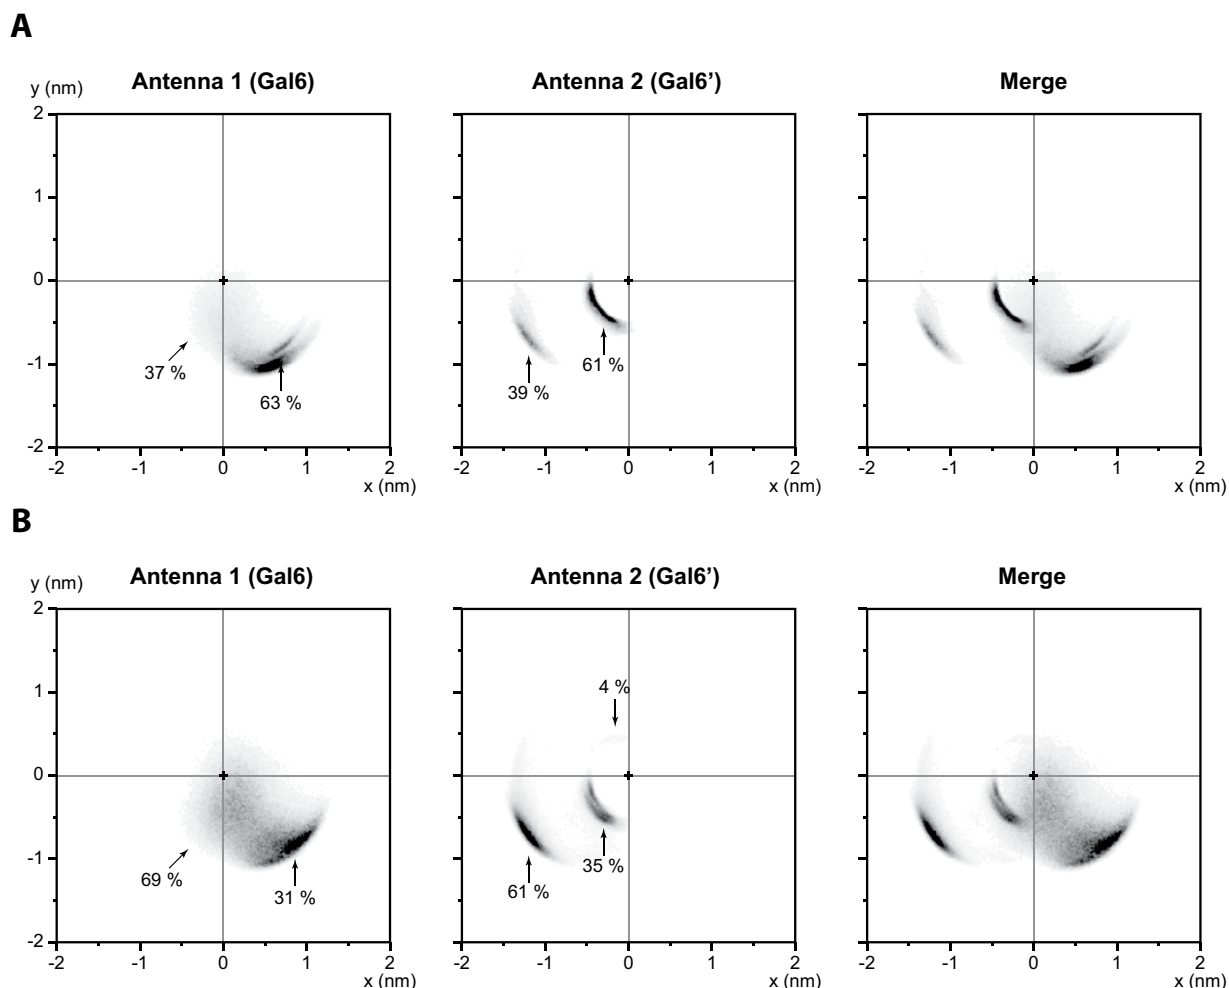 A
Antenna 1 (Gal6)
Antenna 2 (Gal6’)
Merge
y (nm)
2
1
0
-1
-2
37 %
63 %
39 %
61 %
-2 -1 0 1 2
x (nm)
-2 -1 0 1 2
x (nm)
-2 -1 0 1 2
x (nm)
B
Antenna 1 (Gal6)
Antenna 2 (Gal6’)
Merge
y (nm)
2
1
0
-1
-2
69 %
31 %
4 %
35 %
61 %
-2 -1 0 1 2
x (nm)
-2 -1 0 1 2
x (nm)
-2 -1 0 1 2
x (nm)